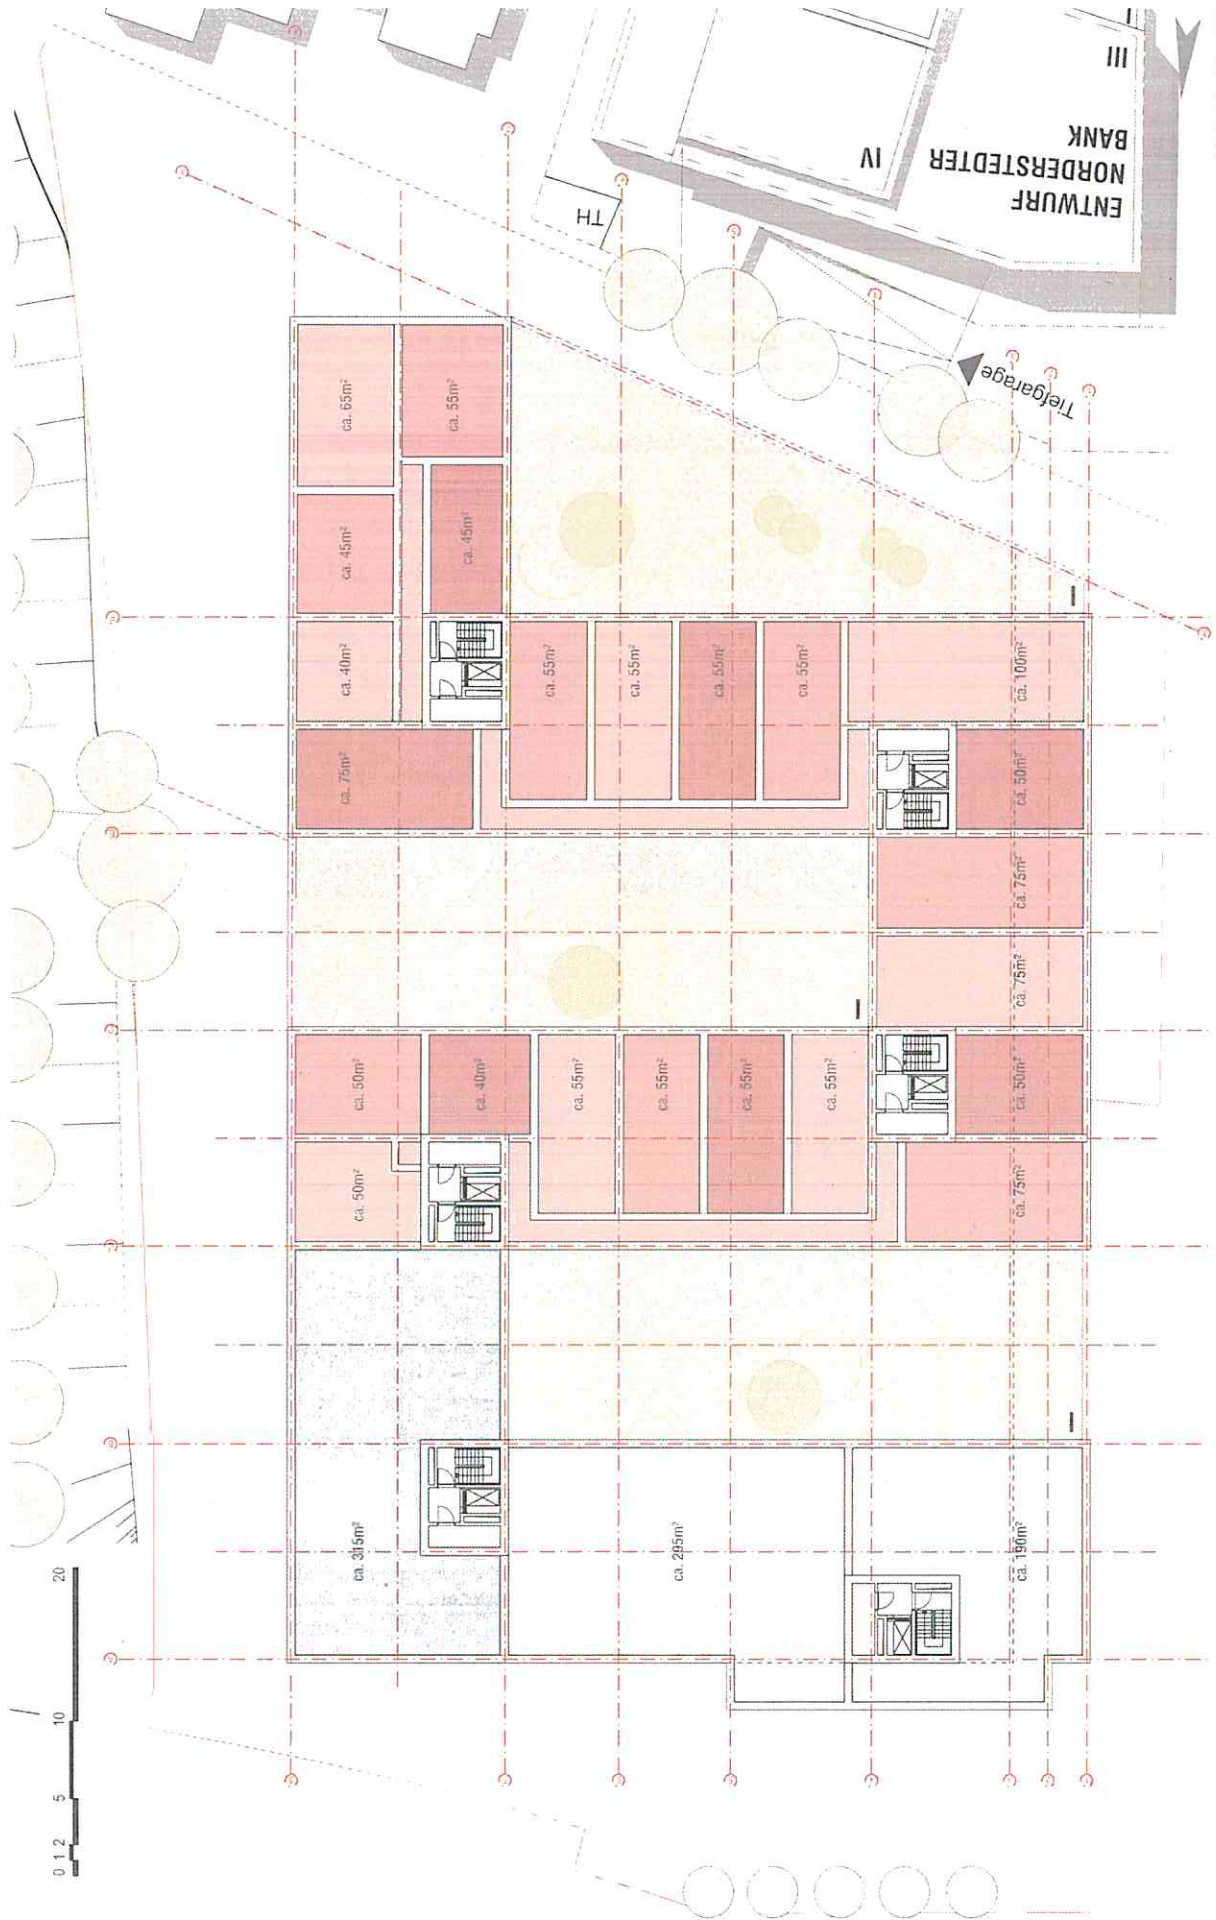 III
ENTWURF
NORDERSTEDTER
BANK
IV
TH
Tiefgarage
ca. 65m²
ca. 55m²
ca. 45m²
ca. 45m²
ca. 40m²
ca. 55m²
ca. 55m²
ca. 55m²
ca. 55m²
ca. 100m²
ca. 75m²
ca. 50m²
ca. 75m²
ca. 75m²
ca. 50m²
ca. 40m²
ca. 55m²
ca. 55m²
ca. 55m²
ca. 55m²
ca. 50m²
ca. 50m²
ca. 75m²
ca. 315m²
ca. 295m²
ca. 190m²
0 1 2 5 10 20